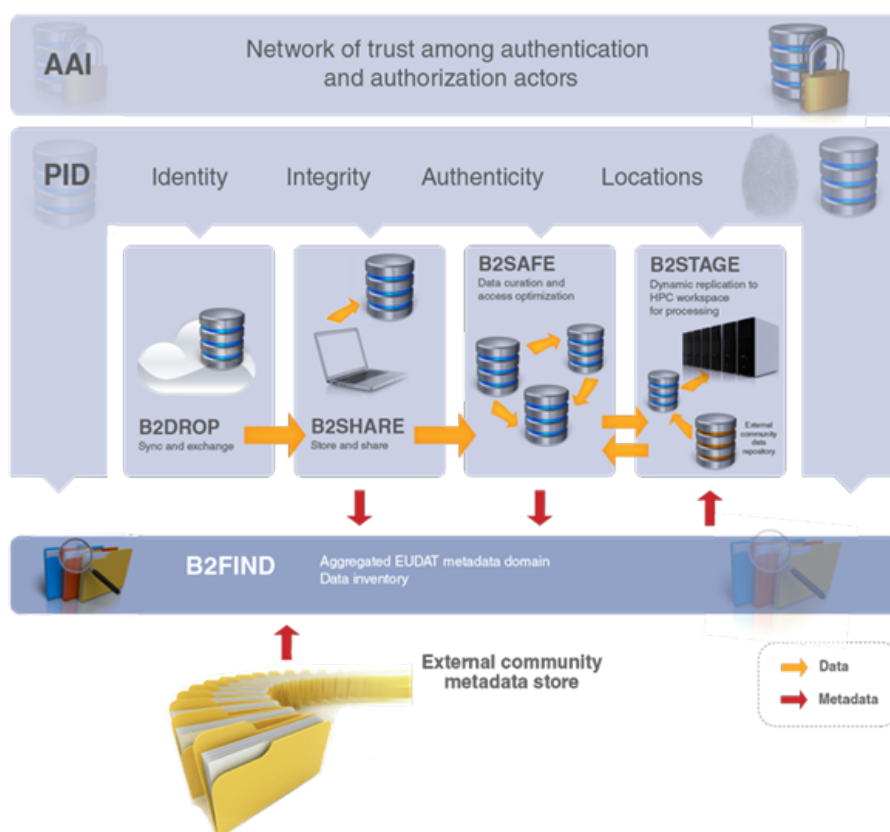 AAI
Network of trust among authentication
and authorization actors
PID
Identity
Integrity
Authenticity
Locations
B2DROP
Sync and exchange
B2SHARE
Store and share
B2SAFE
Data curation and
access optimization
B2STAGE
Dynamic replication to
HPC workspace
for processing
External
community
data
repository
B2FIND
Aggregated EUDAT metadata domain
Data inventory
External community
metadata store
Data
Metadata